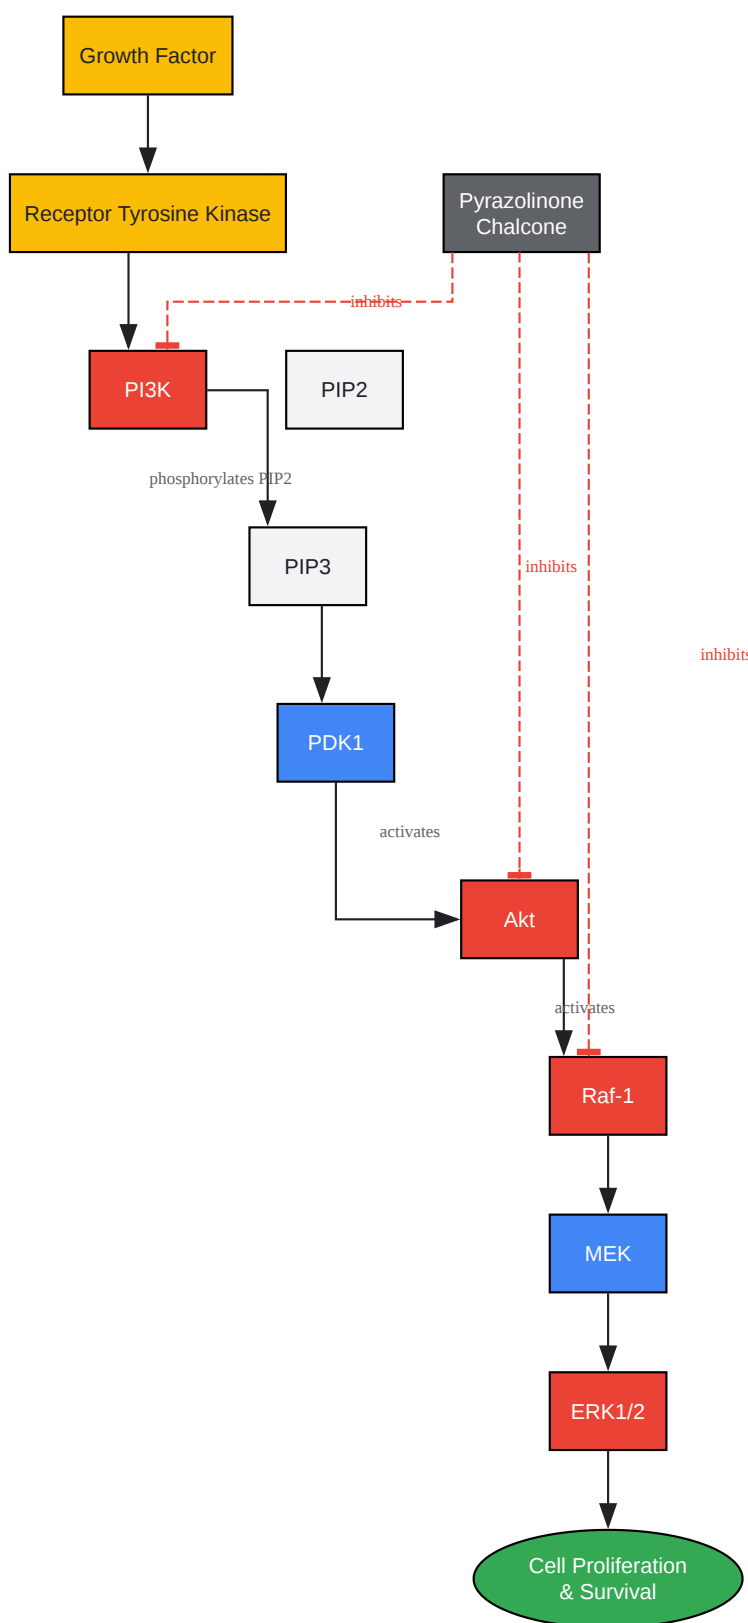 Growth Factor
Receptor Tyrosine Kinase
Pyrazolinone
Chalcone
inhibits
PI3K
PIP2
phosphorylates PIP2
PIP3
inhibits
inhibits
PDK1
activates
Akt
activates
Raf-1
MEK
ERK1/2
Cell Proliferation
& Survival